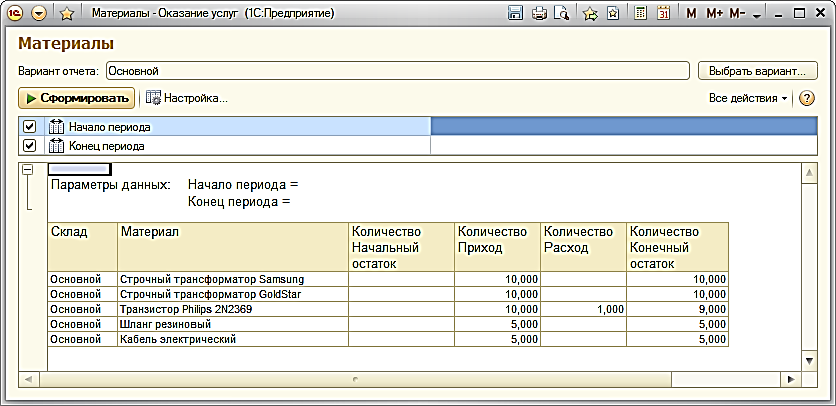 Материалы - Оказание услуг (1С:Предприятие)
M M+ M-
Материалы
Вариант отчета: Основной Выбрать вариант...
Сформировать Настройка... Все действия
Начало периода
Конец периода
Параметры данных: Начало периода =
Конец периода =
Склад Материал Количество Количество Количество Количество
Начальный Приход Расход Конечный
остаток остаток
Основной Строчный трансформатор Samsung 10,000 10,000
Основной Строчный трансформатор GoldStar 10,000 10,000
Основной Транзистор Philips 2N2369 10,000 1,000 9,000
Основной Шланг резиновый 5,000 5,000
Основной Кабель электрический 5,000 5,000